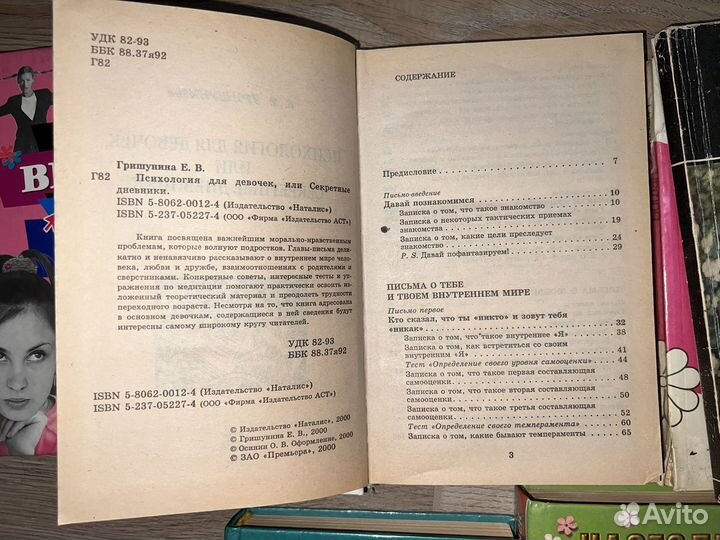 УДК 82-93
ББК 88.37я92
Г82
Гришунина Е. В.
Г82 Психология для девочек, или Секретные
дневники.
ISBN 5-8062-0012-4 (Издательство «Наталис»)
ISBN 5-237-05227-4 (ООО «Фирма «Издательство АСТ»)
Книга посвящена важнейшим морально-нравственным
проблемам, которые волнуют подростков. Главы-письма дели-
катно и ненавязчиво рассказывают о внутреннем мире чело-
века, любви и дружбе, взаимоотношениях с родителями и
сверстниками. Конкретные советы, интересные тесты и у-
пражнения по медитации помогают практически освоить из-
ложенный теоретический материал и преодолеть трудности
переходного возраста. Несмотря на то, что книга адресована
в основном девочкам, содержащиеся в ней сведения будут
интересны самому широкому кругу читателей.
УДК 82-93
ББК 88.37я92
ISBN 5-8062-0012-4 (Издательство «Наталис»)
ISBN 5-237-05227-4 (ООО «Фирма «Издательство АСТ»)
© Издательство «Наталис», 2000
© Гришунина Е. В., 2000
© Осинин О. В. Оформление, 2000
© ЗАО «Премьера», 2000
СОДЕРЖАНИЕ
Предисловие 7
Письмо-введение
Давай познакомимся 10
Записка о том, что такое знакомство 10
Записка о некоторых тактических приемах
знакомства 19
Записка о том, какие цели преследует
знакомство 24
P. S. Давай пофантазируем! 29
ПИСЬМА О ТЕБЕ
И ТВОЕМ ВНУТРЕННЕМ МИРЕ
Письмо первое
Кто сказал, что ты «никто» и зовут тебя
«никак» 32
Записка о том, что такое внутреннее «Я» 38
Записка о том, как встретиться со своим
внутренним «Я» 41
Тест «Определение своего уровня самооценки» 44
Записка о том, что такое первая составляющая
самооценки 48
Записка о том, что такое вторая составляющая
самооценки 50
Записка о том, что такое третья составляющая
самооценки 52
Тест «Определение своего темперамента» 60
Записка о том, какие бывают темпераменты 65
3
Avito